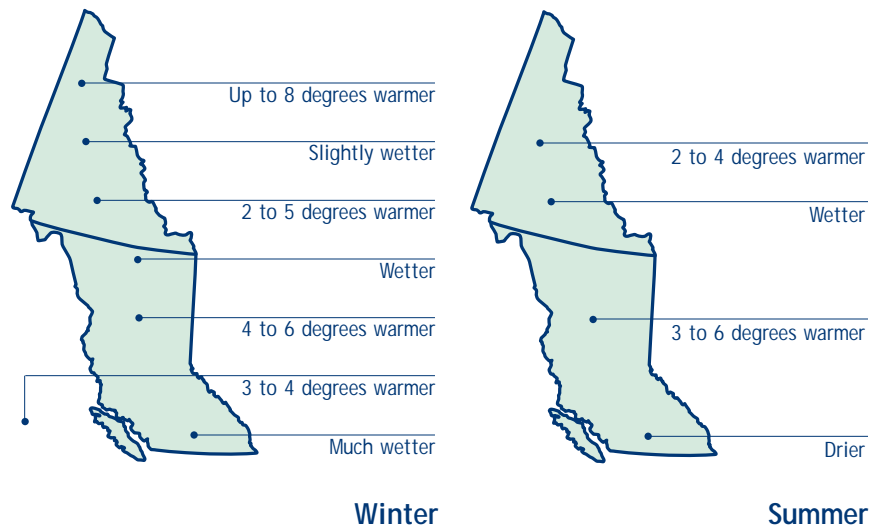 Up to 8 degrees warmer
Slightly wetter
2 to 5 degrees warmer
Wetter
4 to 6 degrees warmer
3 to 4 degrees warmer
Much wetter
Winter
2 to 4 degrees warmer
Wetter
3 to 6 degrees warmer
Drier
Summer